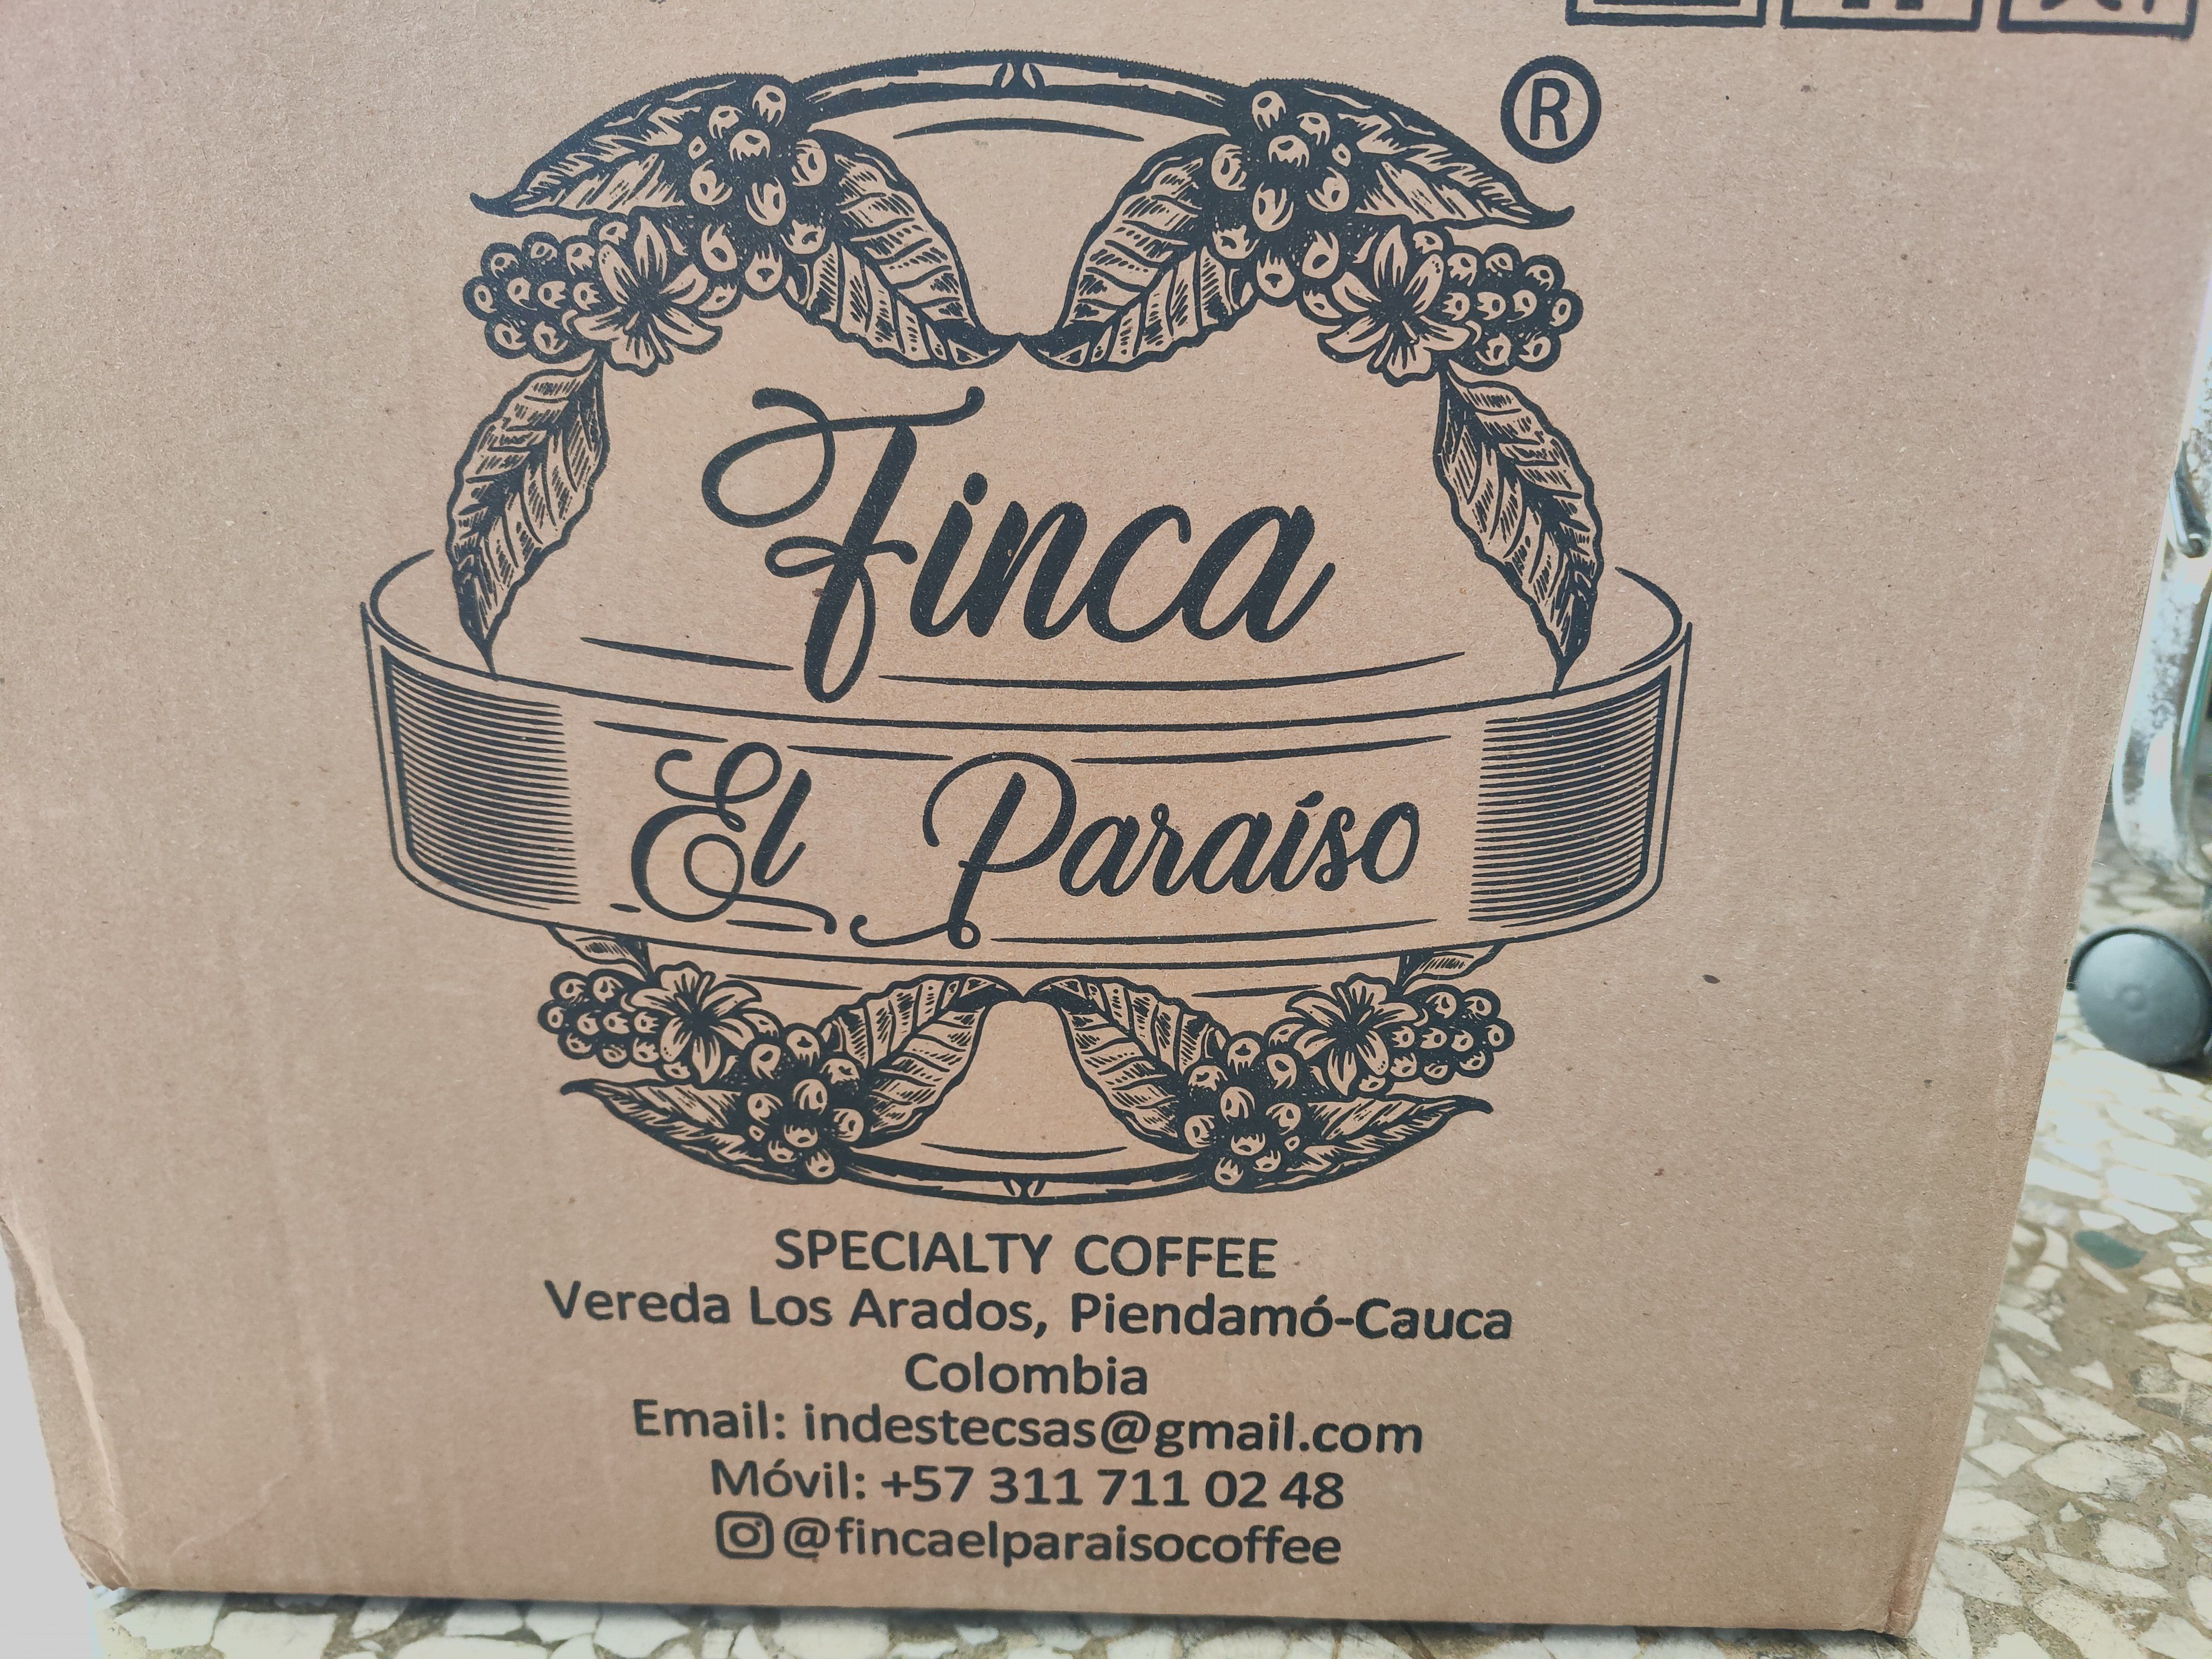 ®
Finca
El Paraíso
SPECIALTY COFFEE
Vereda Los Arados, Piendamó-Cauca
Colombia
Email: indestecsas@gmail.com
Móvil: +57 311 711 02 48
@fincaelparaisocoffee